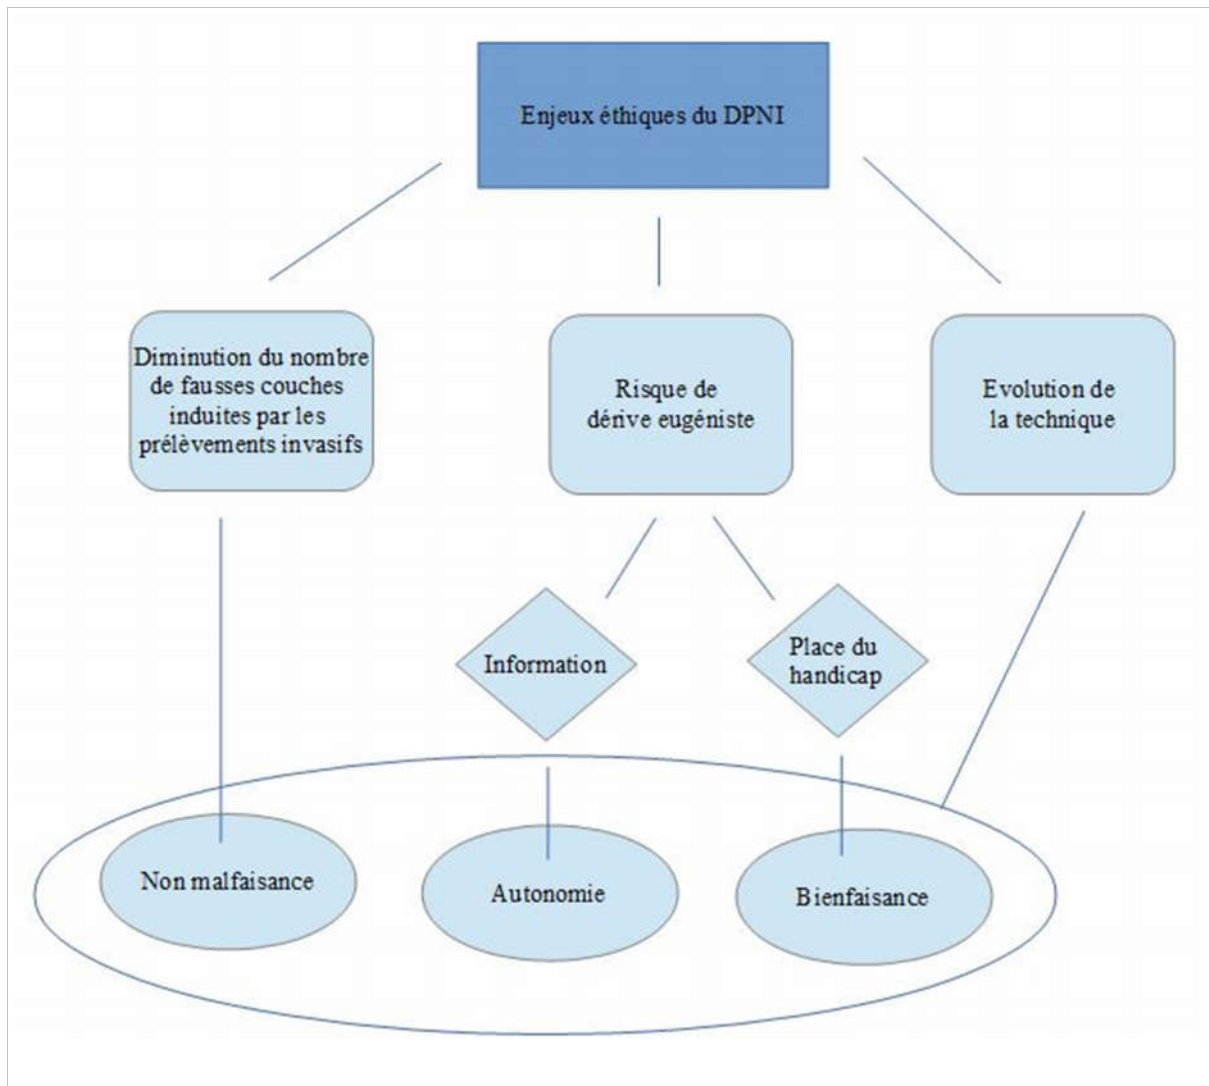 Enjeux éthiques du DPNI
Diminution du nombre
de fausses couches
induites par les
prélèvements invasifs
Risque de
dérive eugéniste
Evolution de
la technique
Information
Place du
handicap
Non malfaisance
Autonomie
Bienfaisance